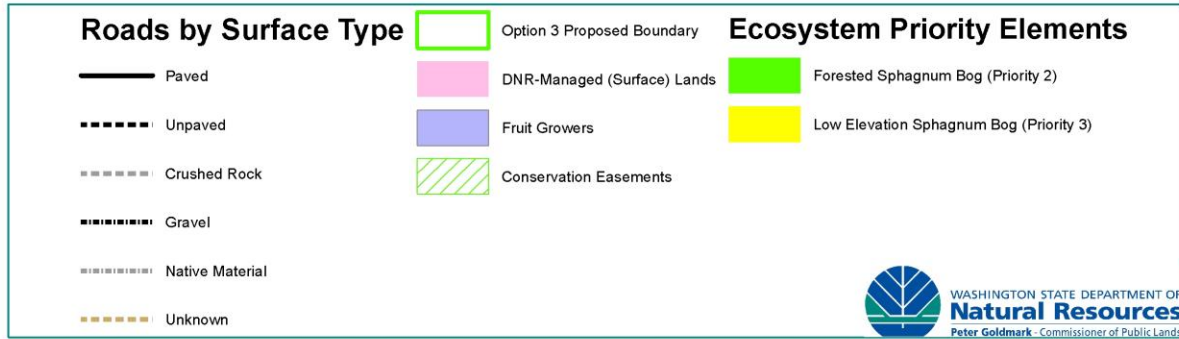 Roads by Surface Type
Paved
Unpaved
Crushed Rock
Gravel
Native Material
Unknown
Option 3 Proposed Boundary
DNR-Managed (Surface) Lands
Fruit Growers
Conservation Easements
Ecosystem Priority Elements
Forested Sphagnum Bog (Priority 2)
Low Elevation Sphagnum Bog (Priority 3)
WASHINGTON STATE DEPARTMENT OF
Natural Resources
Peter Goldmark - Commissioner of Public Lands